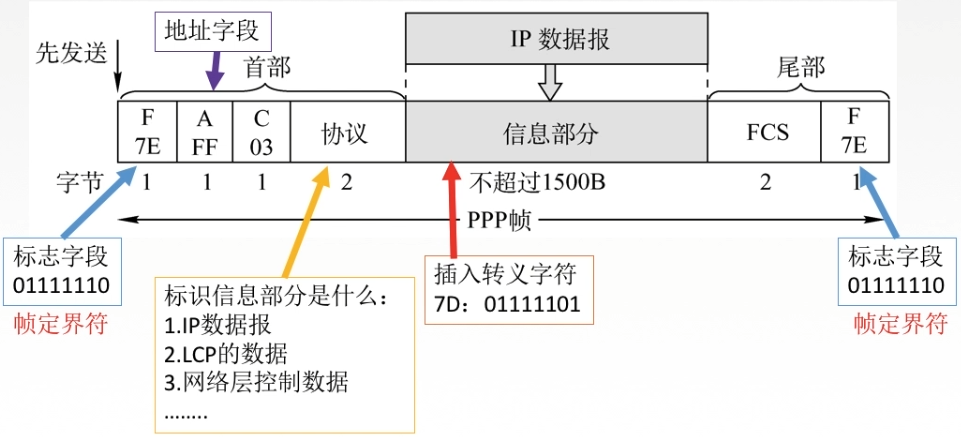 地址字段
IP 数据报
先发送
首部
尾部
F
7E
A
FF
C
03
协议
信息部分
FCS
F
7E
字节
1
1
1
2
不超过1500B
2
1
PPP帧
标志字段
01111110
帧定界符
标识信息部分是什么：
1.IP数据报
2.LCP的数据
3.网络层控制数据
........
插入转义字符
7D：01111101
标志字段
01111110
帧定界符